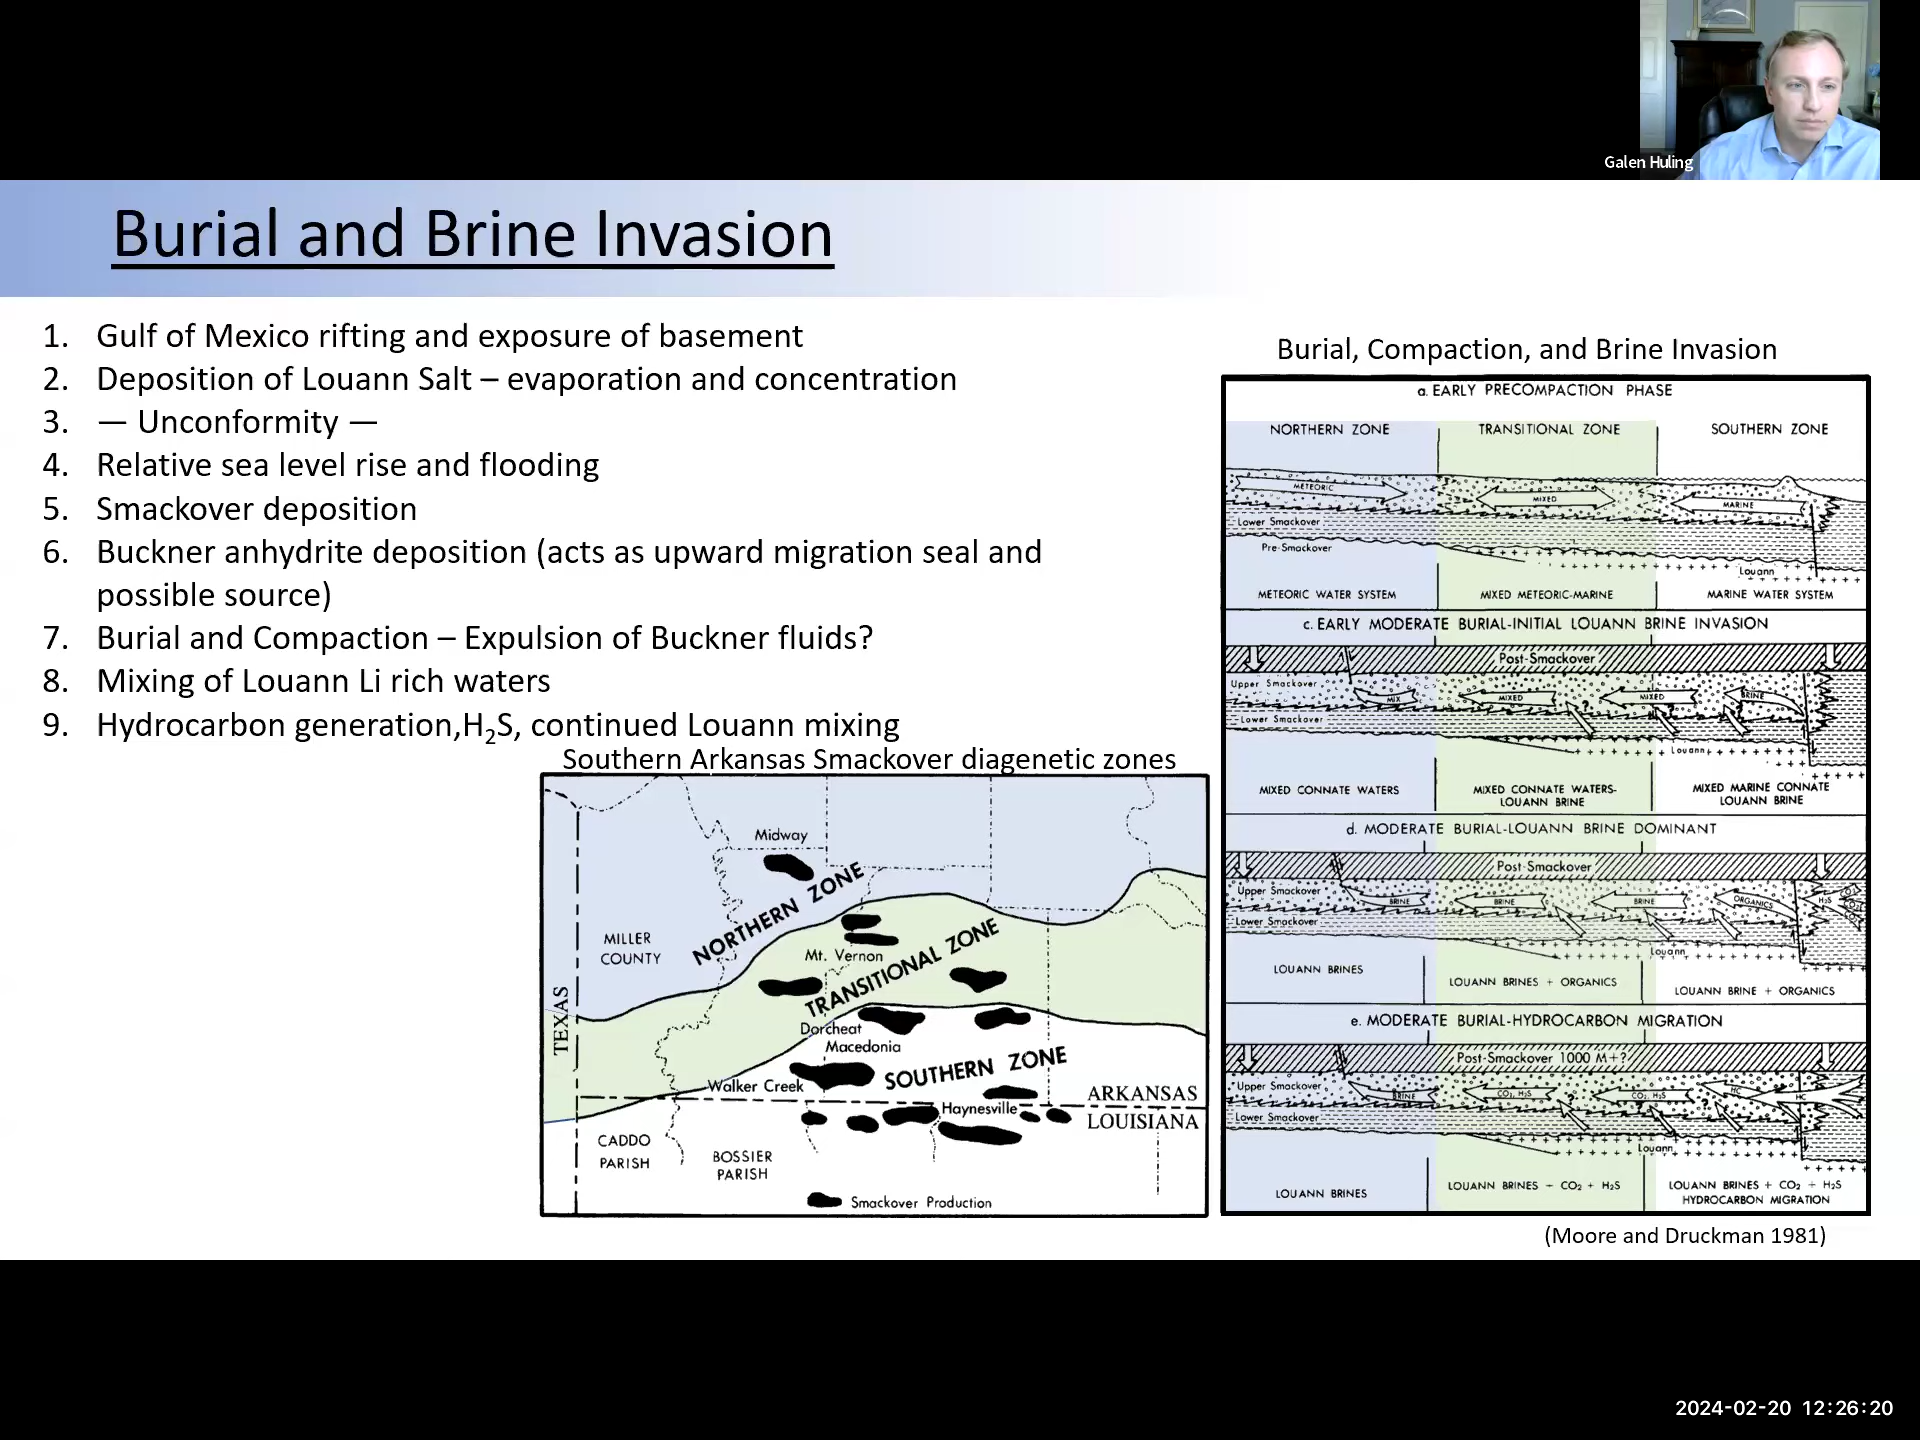 Galen Huling
Burial and Brine Invasion
1. Gulf of Mexico rifting and exposure of basement
2. Deposition of Louann Salt – evaporation and concentration
3. — Unconformity —
4. Relative sea level rise and flooding
5. Smackover deposition
6. Buckner anhydrite deposition (acts as upward migration seal and
possible source)
7. Burial and Compaction – Expulsion of Buckner fluids?
8. Mixing of Louann Li rich waters
9. Hydrocarbon generation,H₂S, continued Louann mixing
Southern Arkansas Smackover diagenetic zones
Midway
NORTHERN ZONE
MILLER
COUNTY
Mt. Vernon
TRANSITIONAL ZONE
TEXAS
Dorcheat
Macedonia
SOUTHERN ZONE
Walker Creek
Haynesville
ARKANSAS
LOUISIANA
CADDO
PARISH
BOSSIER
PARISH
Smackover Production
Burial, Compaction, and Brine Invasion
a. EARLY PRECOMPACTION PHASE
NORTHERN ZONE TRANSITIONAL ZONE SOUTHERN ZONE
METEORIC MIXED MARINE
Lower Smackover
Pre-Smackover
Louann
METEORIC WATER SYSTEM MIXED METEORIC-MARINE MARINE WATER SYSTEM
c. EARLY MODERATE BURIAL-INITIAL LOUANN BRINE INVASION
Post-Smackover
Upper Smackover
MIX MIXED MIXED BRINE
Lower Smackover
? ?
Louann
MIXED CONNATE WATERS MIXED CONNATE WATERS- MIXED MARINE CONNATE
LOUANN BRINE LOUANN BRINE
d. MODERATE BURIAL-LOUANN BRINE DOMINANT
Post-Smackover
Upper Smackover
BRINE BRINE BRINE ORGANICS H₂S
Lower Smackover
Louann
LOUANN BRINES LOUANN BRINES + ORGANICS LOUANN BRINE + ORGANICS
e. MODERATE BURIAL-HYDROCARBON MIGRATION
Post-Smackover 1000 M+?
Upper Smackover
BRINE CO₂, H₂S CO₂, H₂S HC HC
Lower Smackover
? ? ?
Louann
LOUANN BRINES LOUANN BRINES – CO₂ + H₂S LOUANN BRINES + CO₂ + H₂S
HYDROCARBON MIGRATION
(Moore and Druckman 1981)
2024-02-20 12:26:20